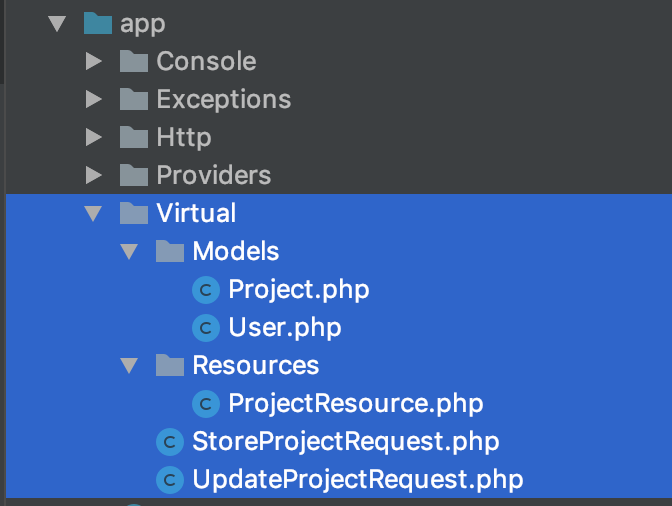 app
Console
Exceptions
Http
Providers
Virtual
Models
C Project.php
C User.php
Resources
C ProjectResource.php
C StoreProjectRequest.php
C UpdateProjectRequest.php